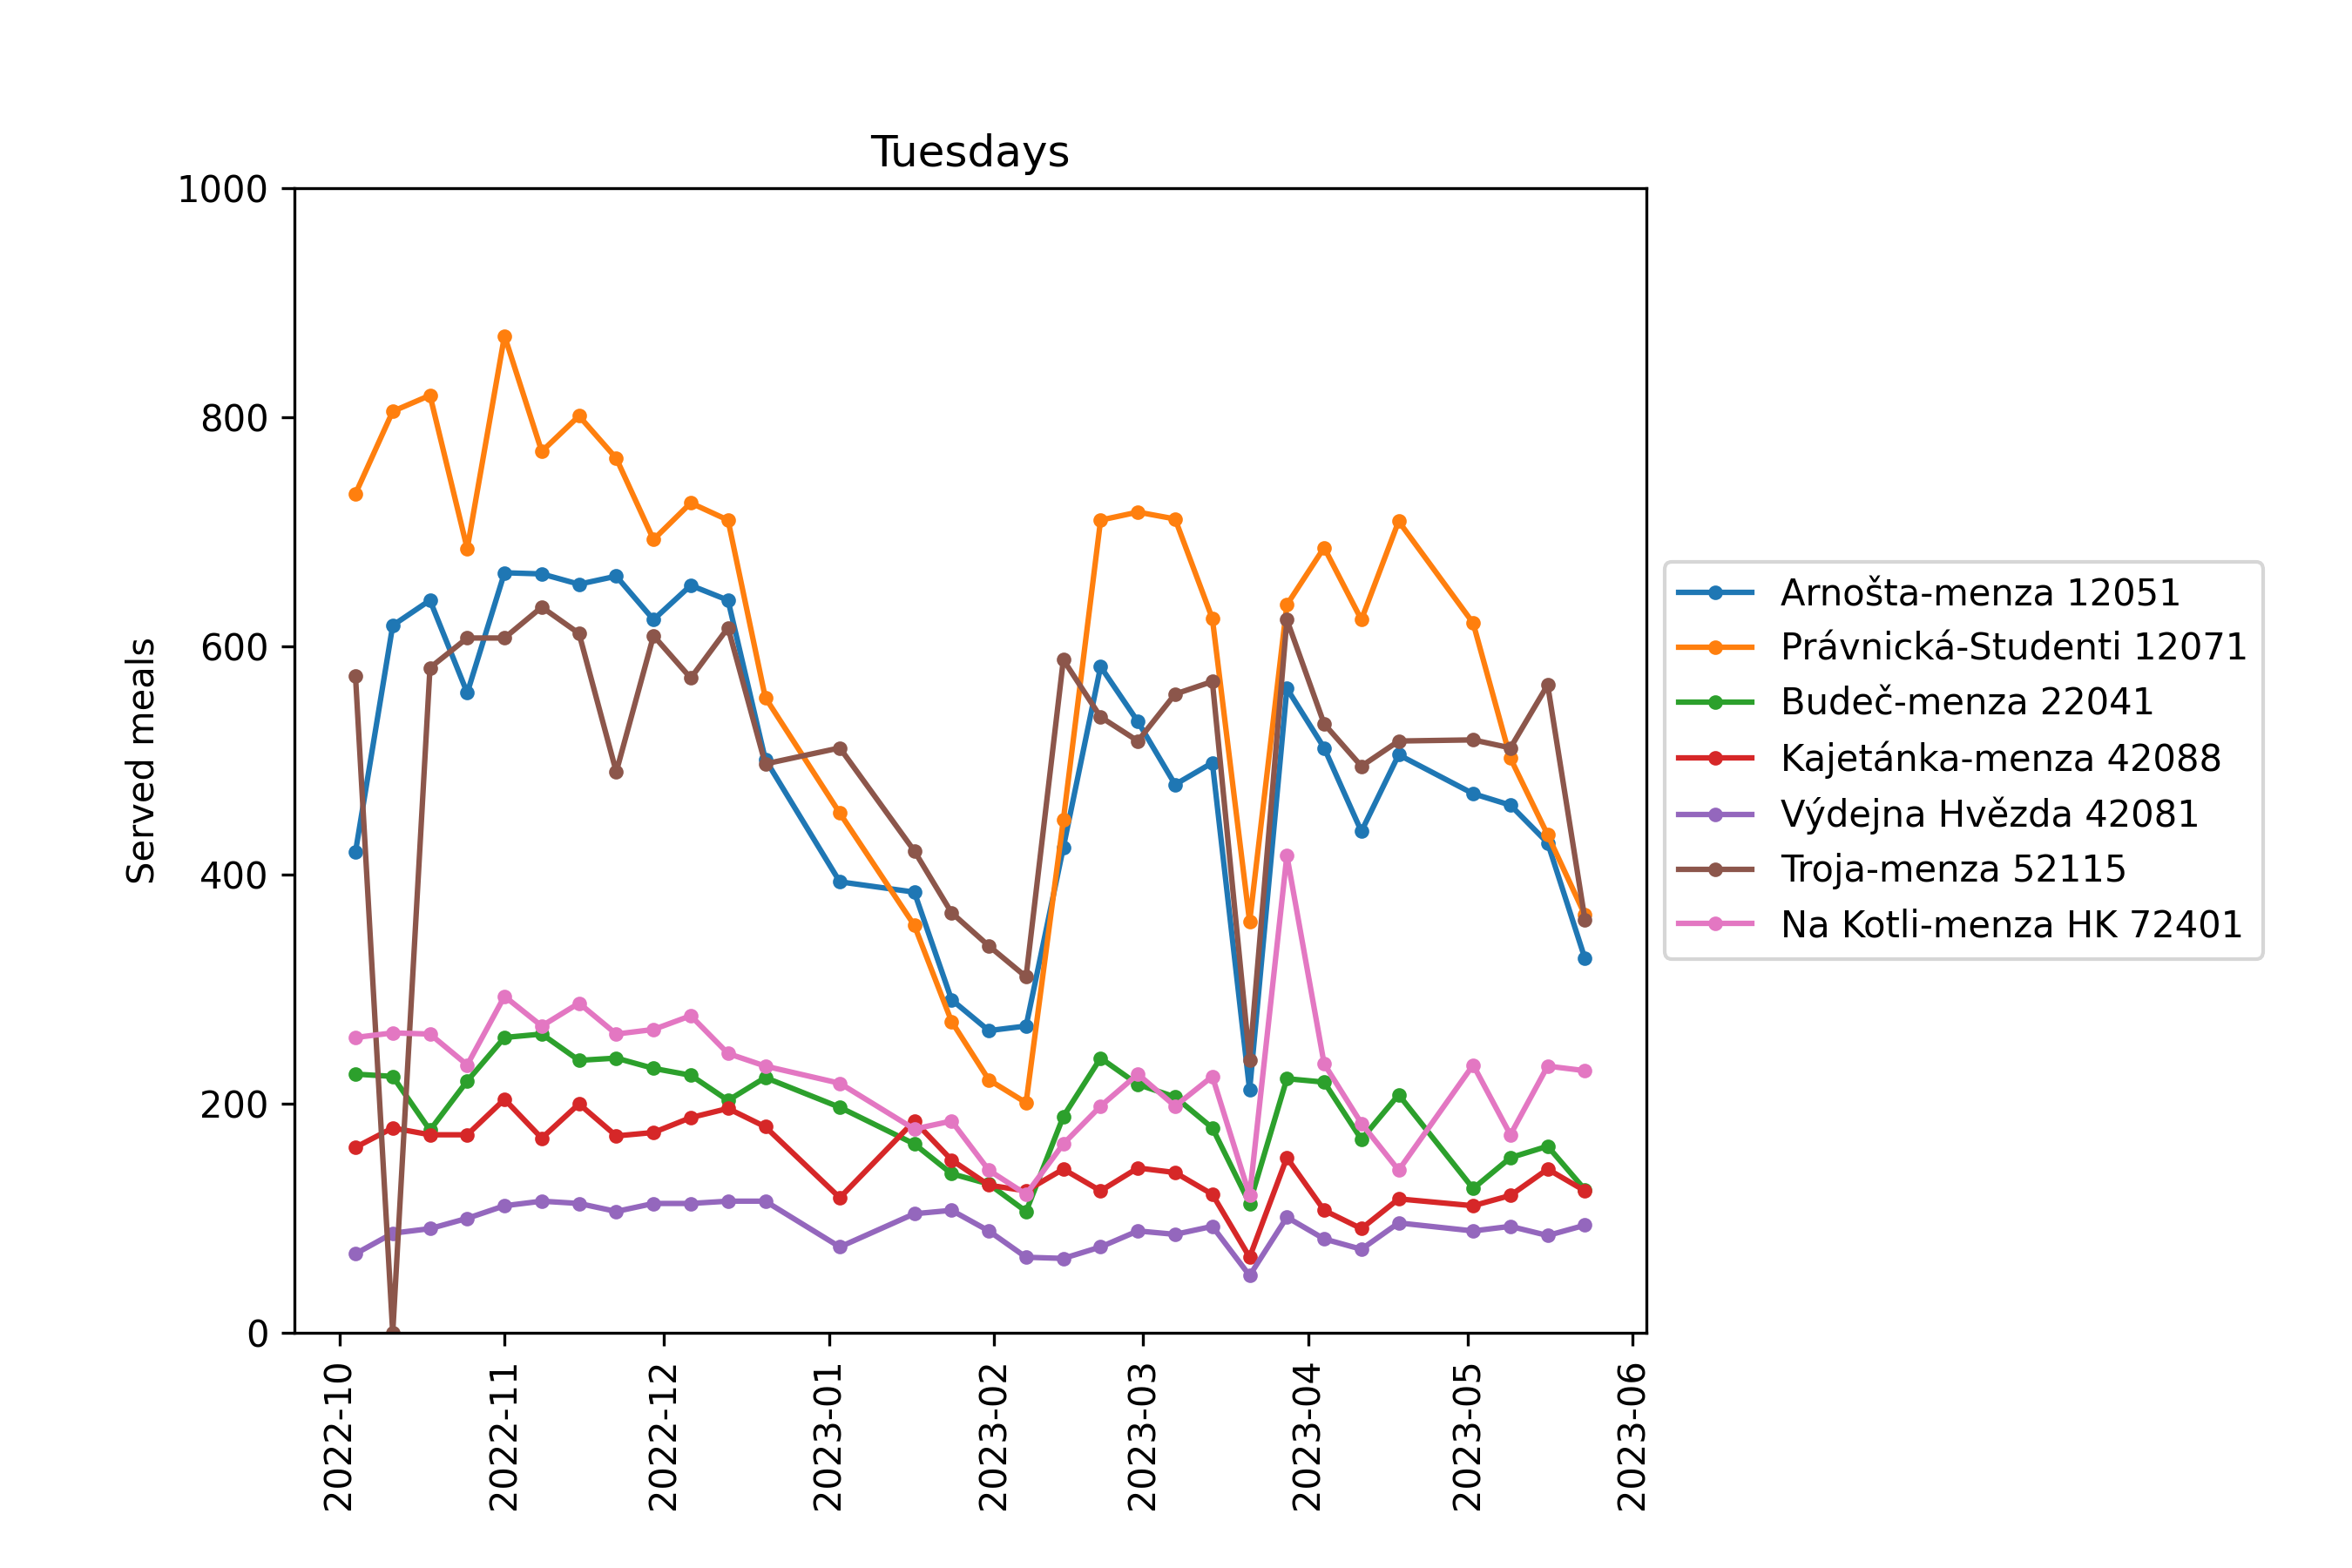 Tuesdays
Served meals
1000
800
600
400
200
0
2022-10
2022-11
2022-12
2023-01
2023-02
2023-03
2023-04
2023-05
2023-06
Arnošta-menza 12051
Právnická-Studenti 12071
Budeč-menza 22041
Kajetánka-menza 42088
Výdejna Hvězda 42081
Troja-menza 52115
Na Kotli-menza HK 72401